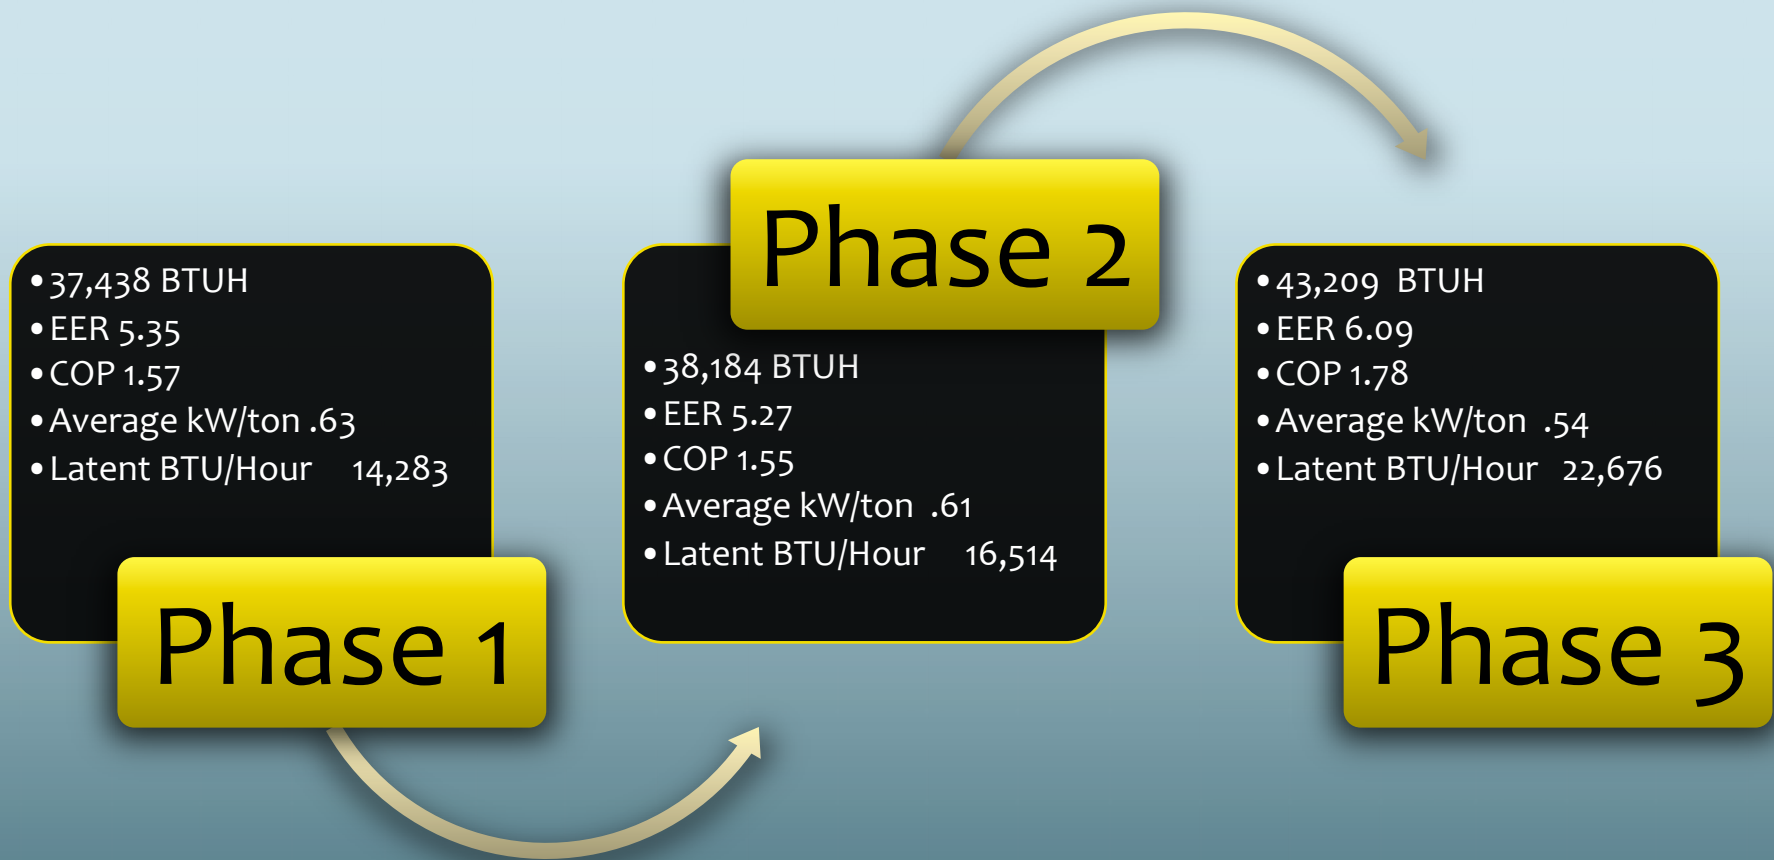 • 37,438 BTUH
• EER 5.35
• COP 1.57
• Average kW/ton .63
• Latent BTU/Hour 14,283
Phase 1
Phase 2
• 38,184 BTUH
• EER 5.27
• COP 1.55
• Average kW/ton .61
• Latent BTU/Hour 16,514
• 43,209 BTUH
• EER 6.09
• COP 1.78
• Average kW/ton .54
• Latent BTU/Hour 22,676
Phase 3